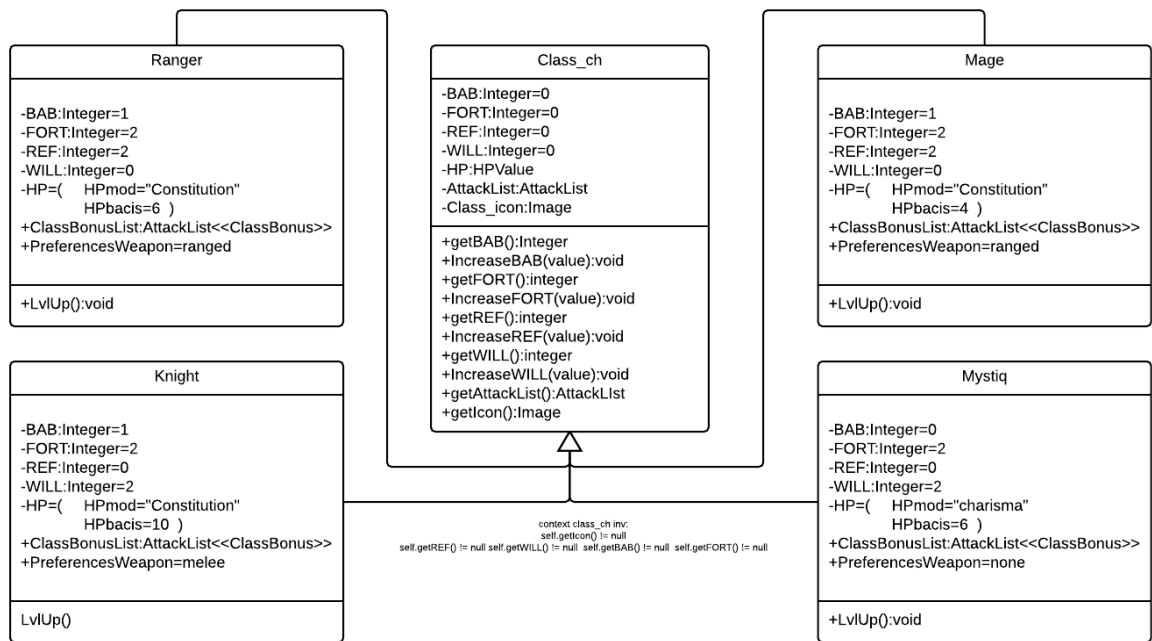 Ranger
-BAB:Integer=1
-FORT:Integer=2
-REF:Integer=2
-WILL:Integer=0
-HP=( HPmod="Constitution"
HPbacis=6 )
+ClassBonusList:AttackList<<ClassBonus>>
+PreferencesWeapon=ranged
+LvlUp():void
Class_ch
-BAB:Integer=0
-FORT:Integer=0
-REF:Integer=0
-WILL:Integer=0
-HP:HPValue
-AttackList:AttackList
-Class_icon:Image
+getBAB():Integer
+IncreaseBAB(value):void
+getFORT():integer
+IncreaseFORT(value):void
+getREF():integer
+IncreaseREF(value):void
+getWILL():integer
+IncreaseWILL(value):void
+getAttackList():AttackLIst
+getIcon():Image
Mage
-BAB:Integer=1
-FORT:Integer=2
-REF:Integer=2
-WILL:Integer=0
-HP=( HPmod="Constitution"
HPbacis=4 )
+ClassBonusList:AttackList<<ClassBonus>>
+PreferencesWeapon=ranged
+LvlUp():void
Knight
-BAB:Integer=1
-FORT:Integer=2
-REF:Integer=0
-WILL:Integer=2
-HP=( HPmod="Constitution"
HPbacis=10 )
+ClassBonusList:AttackList<<ClassBonus>>
+PreferencesWeapon=melee
LvlUp()
context class_ch inv:
self.getIcon() != null
self.getREF() != null self.getWILL() != null self.getBAB() != null self.getFORT() != null
Mystiq
-BAB:Integer=0
-FORT:Integer=2
-REF:Integer=0
-WILL:Integer=2
-HP=( HPmod="charisma"
HPbacis=6 )
+ClassBonusList:AttackList<<ClassBonus>>
+PreferencesWeapon=none
+LvlUp():void